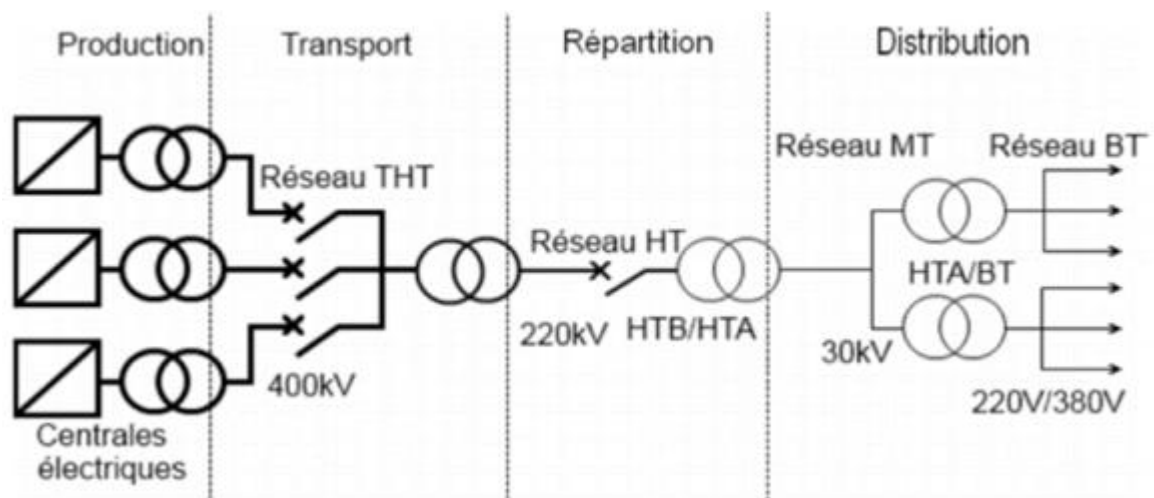 Production
Transport
Répartition
Distribution
Réseau THT
400kV
Centrales
électriques
Réseau HT
220kV
HTB/HTA
Réseau MT
Réseau BT
HTA/BT
30kV
220V/380V